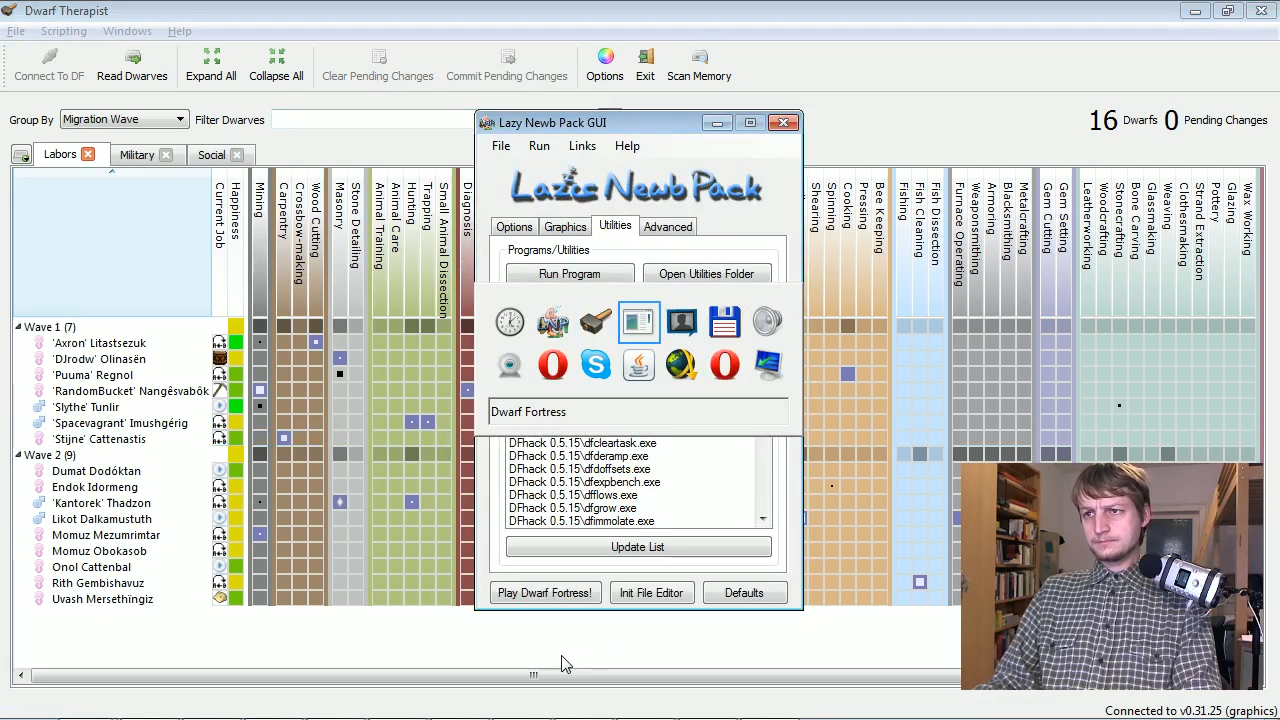 Dwarf Therapist
File Scripting Windows Help
Connect To DF Read Dwarves Expand All Collapse All Clear Pending Changes Commit Pending Changes Options Exit Scan Memory
Group By Migration Wave Filter Dwarves
16 Dwarfs 0 Pending Changes
Labors Military Social
Current Job
Happiness
Mining
Carpentry
Crossbow-making
Wood Cutting
Masonry
Stone Detailing
Animal Training
Animal Care
Hunting
Trapping
Small Animal Dissection
Diagnosis
Shearing
Spinning
Cooking
Pressing
Bee Keeping
Fishing
Fish Cleaning
Fish Dissection
Furnace Operating
Weaponsmithing
Armoring
Blacksmithing
Metalcrafting
Gem Cutting
Gem Setting
Leatherworking
Woodcrafting
Stonecrafting
Bone Carving
Glassmaking
Weaving
Clothesmaking
Strand Extraction
Pottery
Glazing
Wax Working
Wave 1 (7)
'Axron' Litastsezuk
'DJrodw' Olinasën
'Puuma' Regnol
'RandomBucket' Nangêsvabôk
'Slythe' Tunlir
'Spacevagrant' Imushgérig
'Stijne' Cattenastis
Wave 2 (9)
Dumat Dodóktan
Endok Idormeng
'Kantorek' Thadzon
Likot Dalkamustuth
Momuz Mezumrimtar
Momuz Obokasob
Onol Cattenbal
Rith Gembishavuz
Uvash Mersethïngiz
Lazy Newb Pack GUI
File Run Links Help
Lazy Newb Pack
Options Graphics Utilities Advanced
Programs/Utilities
Run Program Open Utilities Folder
LNP
Dwarf Fortress
DFhack 0.5.15\dfcleartask.exe
DFhack 0.5.15\dfderamp.exe
DFhack 0.5.15\dfdoffsets.exe
DFhack 0.5.15\dfexpbench.exe
DFhack 0.5.15\dfflows.exe
DFhack 0.5.15\dfgrow.exe
DFhack 0.5.15\dfimmolate.exe
Update List
Play Dwarf Fortress! Init File Editor Defaults
Connected to v0.31.25 (graphics)